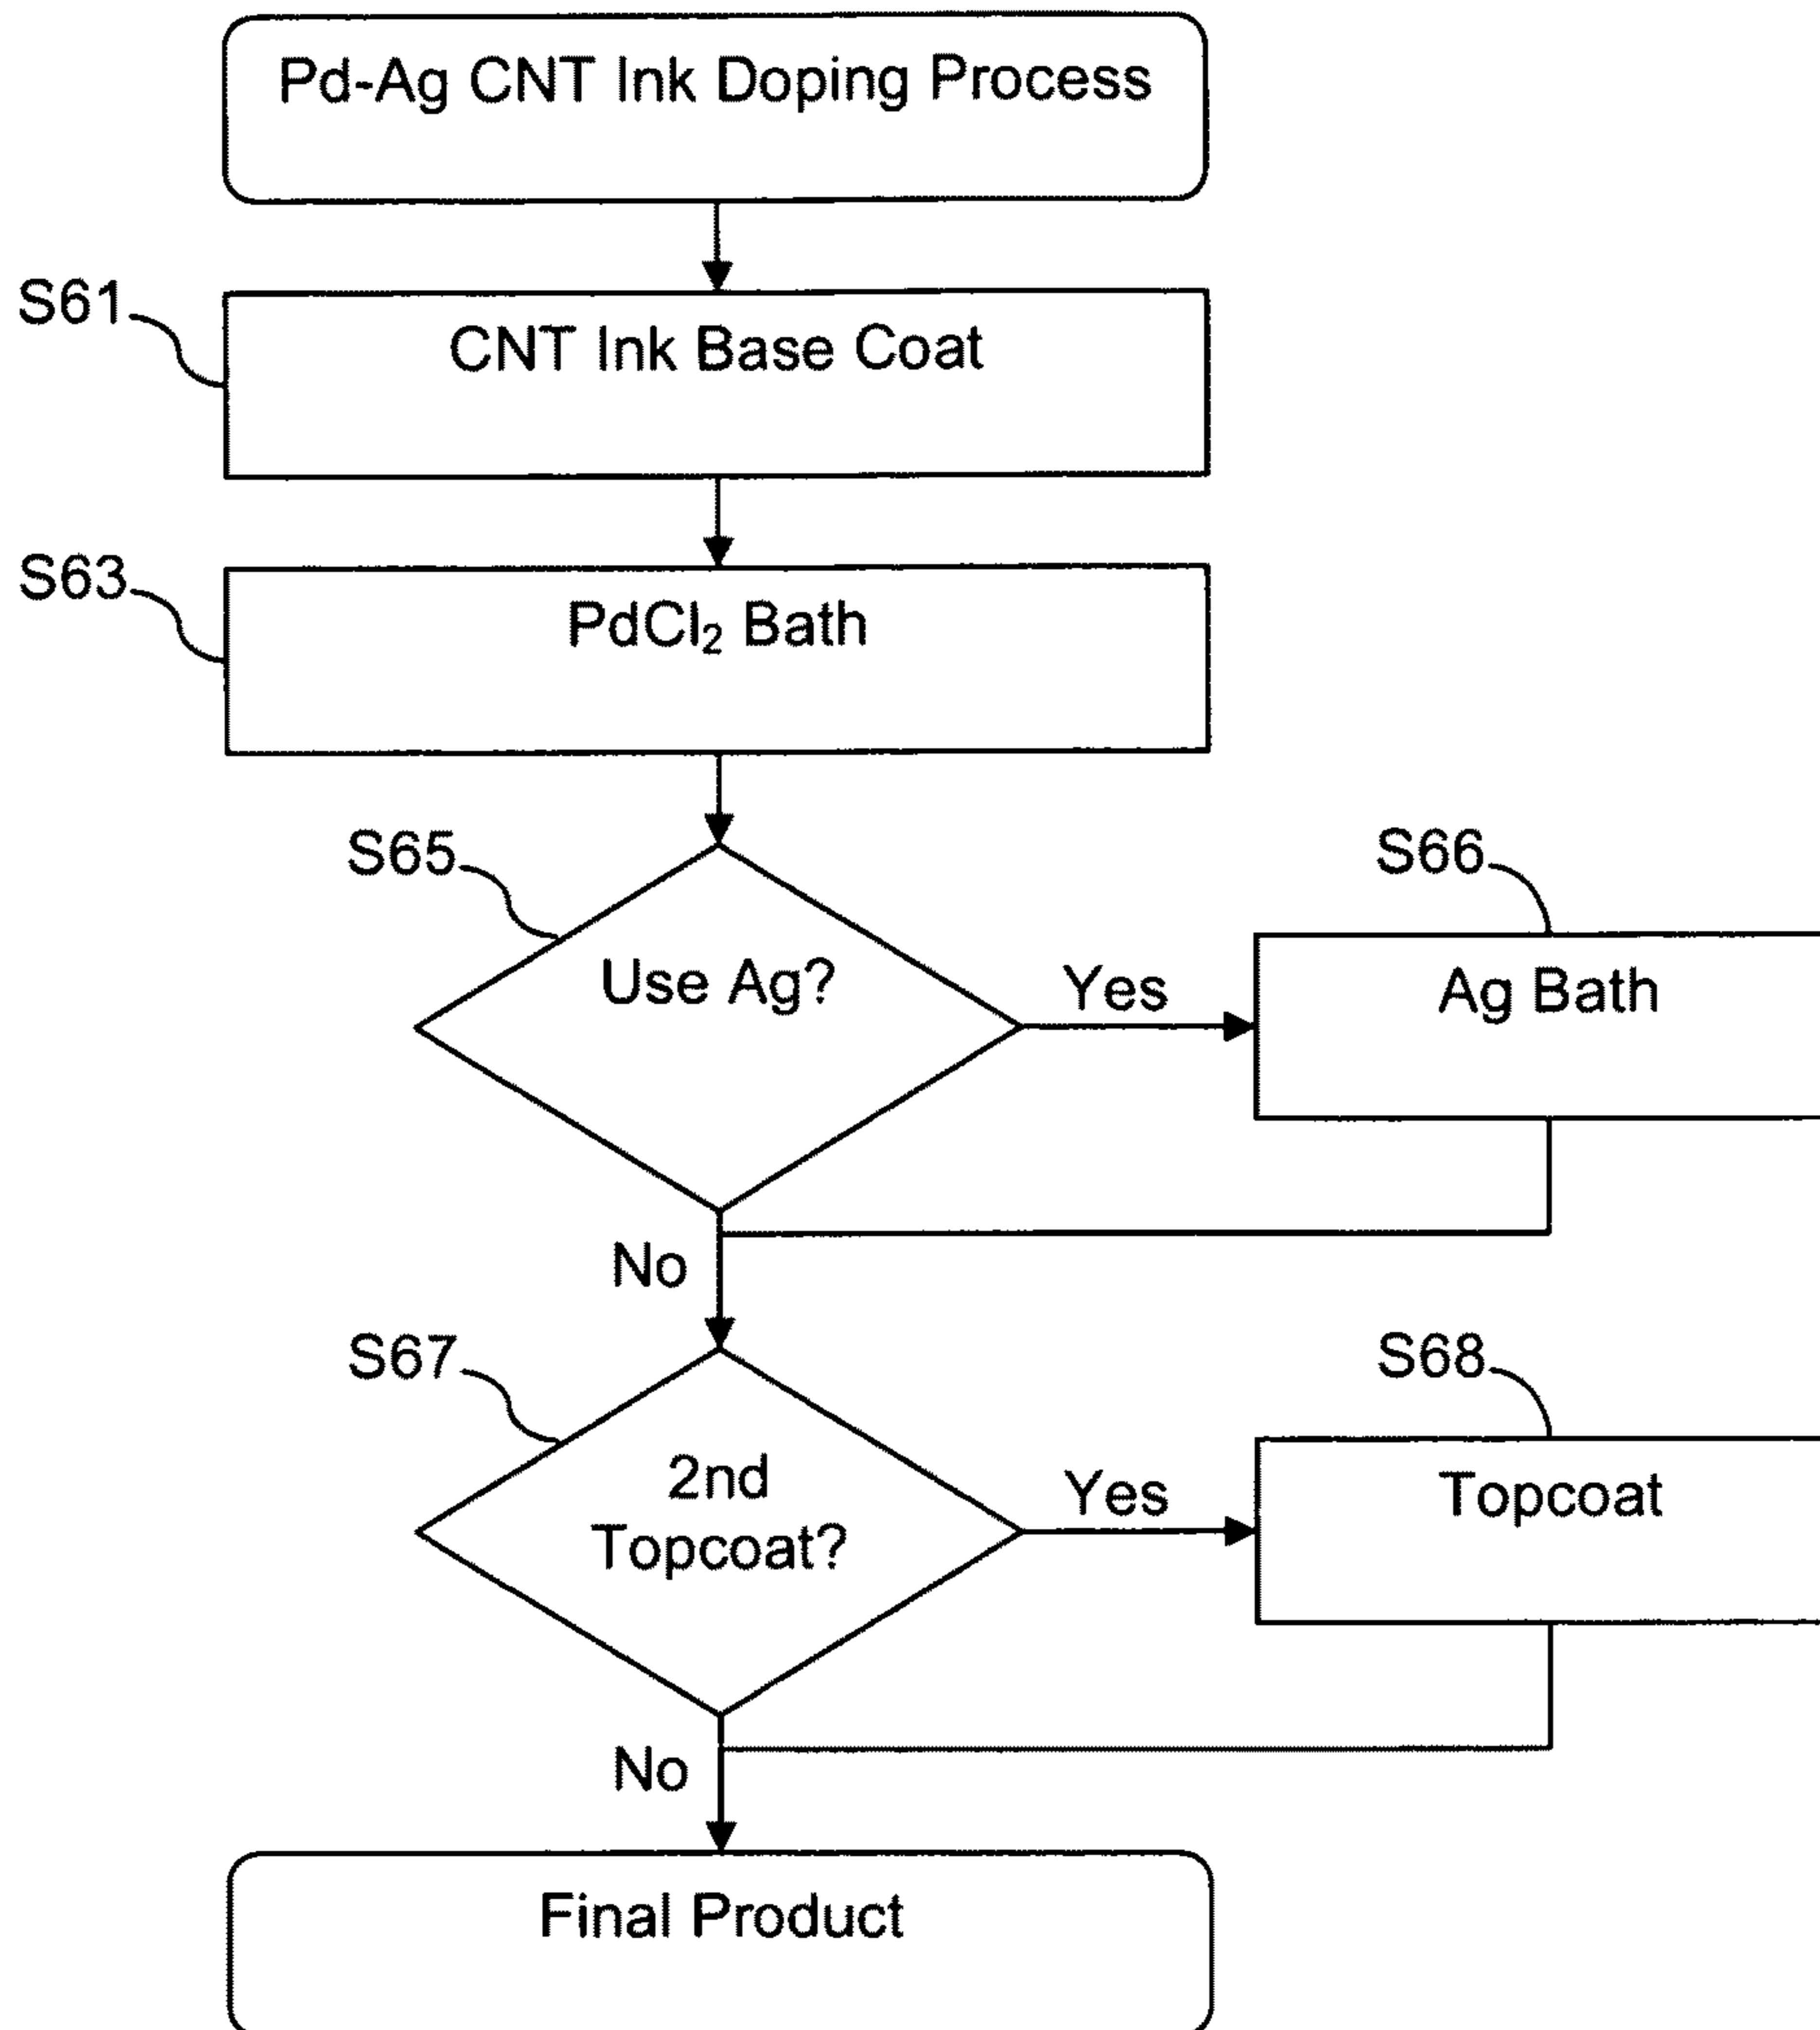 Pd-Ag CNT Ink Doping Process
S61
CNT Ink Base Coat
S63
PdCl₂ Bath
S65
Use Ag?
Yes
S66
Ag Bath
No
S67
2nd
Topcoat?
Yes
S68
Topcoat
No
Final Product